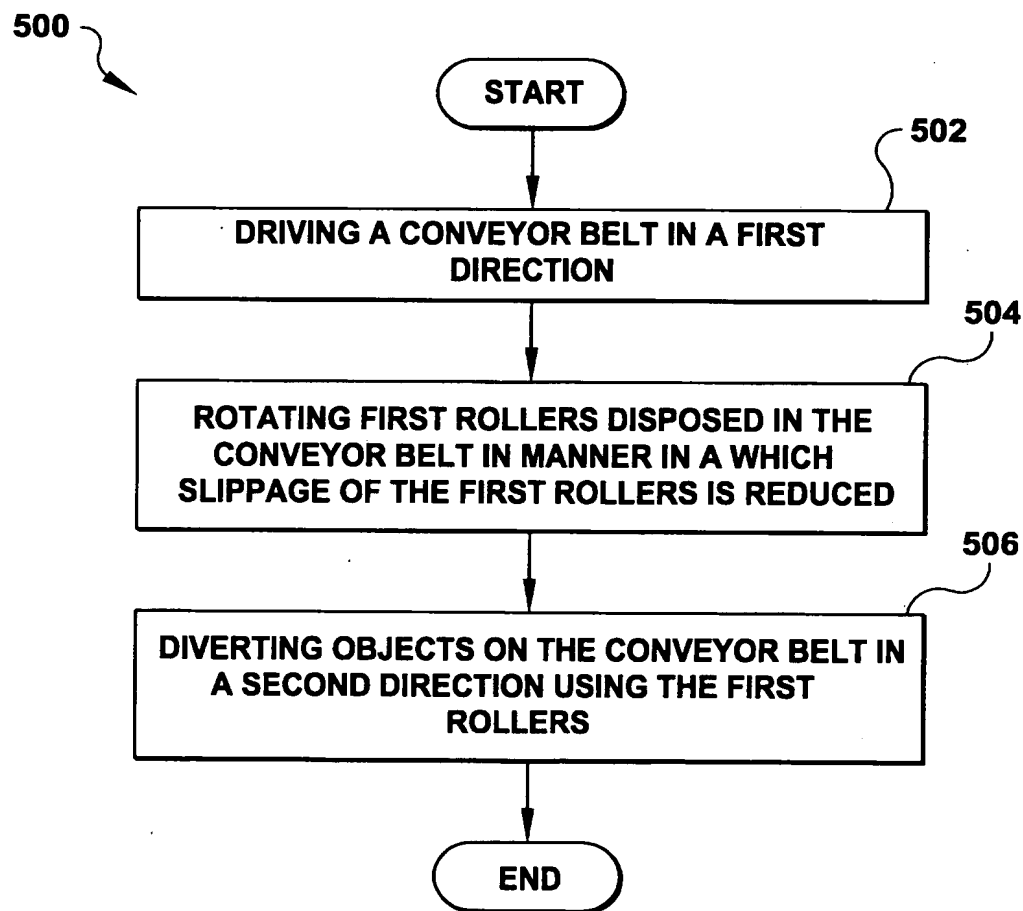 500
START
502
DRIVING A CONVEYOR BELT IN A FIRST
DIRECTION
504
ROTATING FIRST ROLLERS DISPOSED IN THE
CONVEYOR BELT IN MANNER IN A WHICH
SLIPPAGE OF THE FIRST ROLLERS IS REDUCED
506
DIVERTING OBJECTS ON THE CONVEYOR BELT IN
A SECOND DIRECTION USING THE FIRST
ROLLERS
END